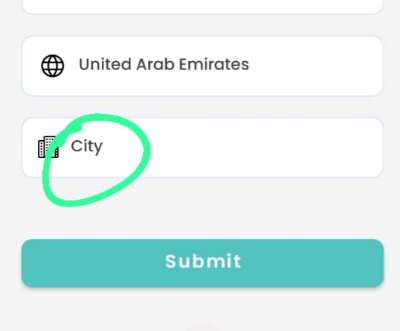 United Arab Emirates
City
Submit